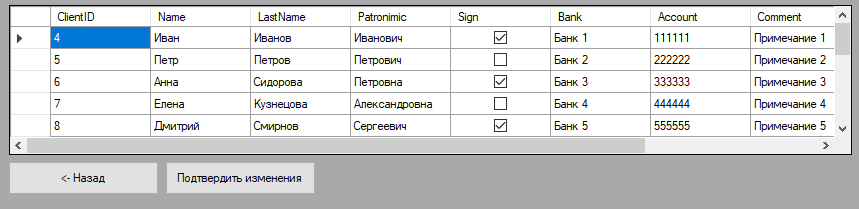 ClientID Name LastName Patronimic Sign Bank Account Comment
4 Иван Иванов Иванович Банк 1 111111 Примечание 1
5 Петр Петров Петрович Банк 2 222222 Примечание 2
6 Анна Сидорова Петровна Банк 3 333333 Примечание 3
7 Елена Кузнецова Александровна Банк 4 444444 Примечание 4
8 Дмитрий Смирнов Сергеевич Банк 5 555555 Примечание 5
<- Назад Подтвердить изменения